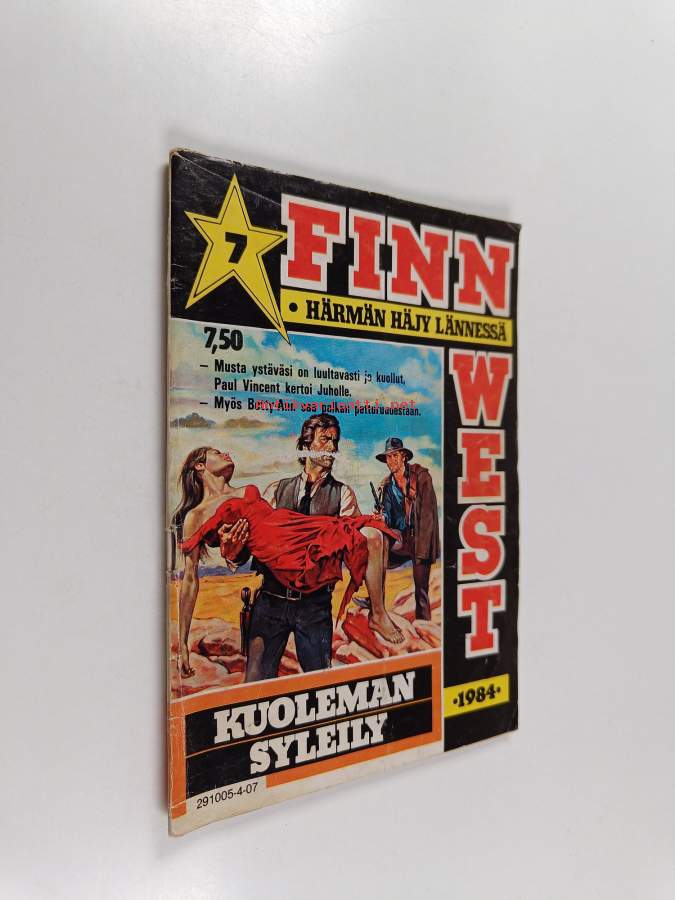 7
FINN
• HÄRMÄN HÄJY LÄNNESSÄ
WEST
7,50
— Musta ystäväsi on luultavasti jo kuollut,
Paul Vincent kertoi Juholle.
— Myös Betty-Ann saa palkan petturuudestaan.
•1984•
KUOLEMAN
SYLEILY
291005-4-07